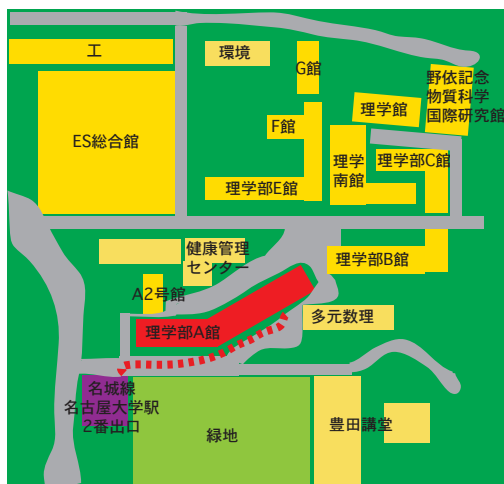 工
環境
G館
野依記念
物質科学
国際研究館
理学館
ES総合館
F館
理学
南館
理学部C館
理学部E館
健康管理
センター
理学部B館
A2号館
理学部A館
多元数理
名城線
名古屋大学駅
2番出口
緑地
豊田講堂